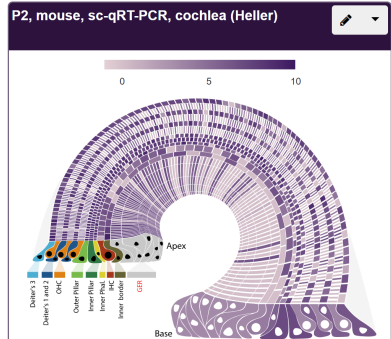 P2, mouse, sc-qRT-PCR, cochlea (Heller)
0 5 10
Apex
Deiter's 3
Deiter's 1 and 2
OHC
Outer Pillar
Inner Pillar
Inner Phal.
IHC
Inner border
GER
Base